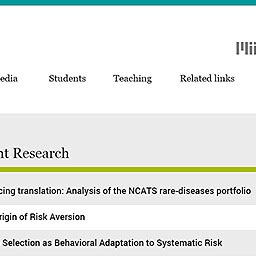 edia Students Teaching Related links
nt Research
cing translation: Analysis of the NCATS rare-diseases portfolio
rigin of Risk Aversion
Selection as Behavioral Adaptation to Systematic Risk